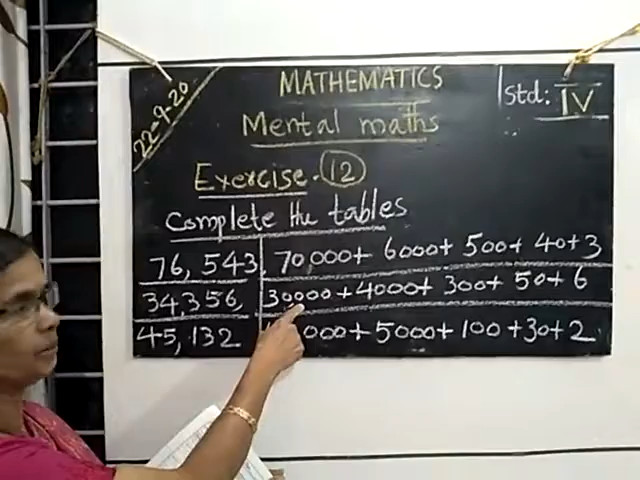 22-9-20
MATHEMATICS
Std: IV
Mental maths
Exercise. 12
Complete the tables
76,543 70,000+ 6000+ 500+ 40+3
34,356, 30000+4000+ 300+ 50+6
45,132 000+5000+100+30+2